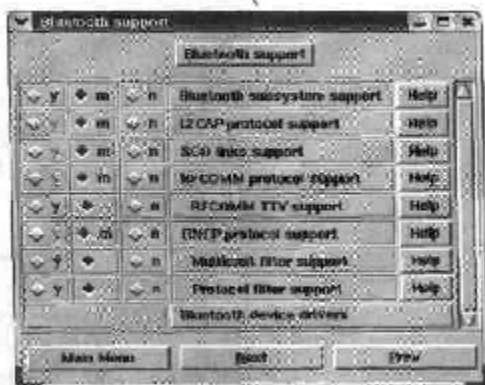 Bluetooth support
Bluetooth support
y m n Bluetooth subsystem support Help
y m n L2CAP protocol support Help
y m n SCO links support Help
y m n RFCOMM protocol support Help
y n RFCOMM TTY support Help
y m n BNEP protocol support Help
y n Multicast filter support Help
y n Protocol filter support Help
Bluetooth device drivers
Main Menu Next Prev